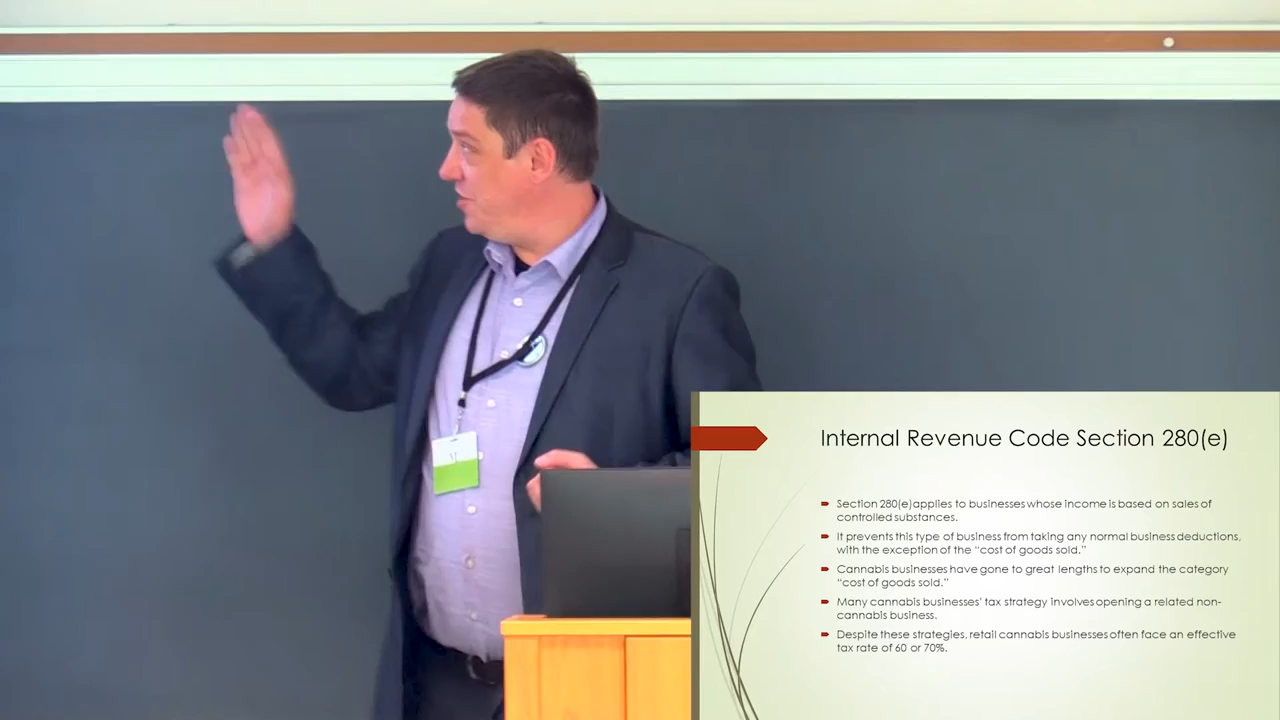 Internal Revenue Code Section 280(e)
Section 280(e)applies to businesses whose income is based on sales of
controlled substances.
It prevents this type of business from taking any normal business deductions,
with the exception of the “cost of goods sold.”
Cannabis businesses have gone to great lengths to expand the category
“cost of goods sold.”
Many cannabis businesses’ tax strategy involves opening a related non-
cannabis business.
Despite these strategies, retail cannabis businesses often face an effective
tax rate of 60 or 70%.